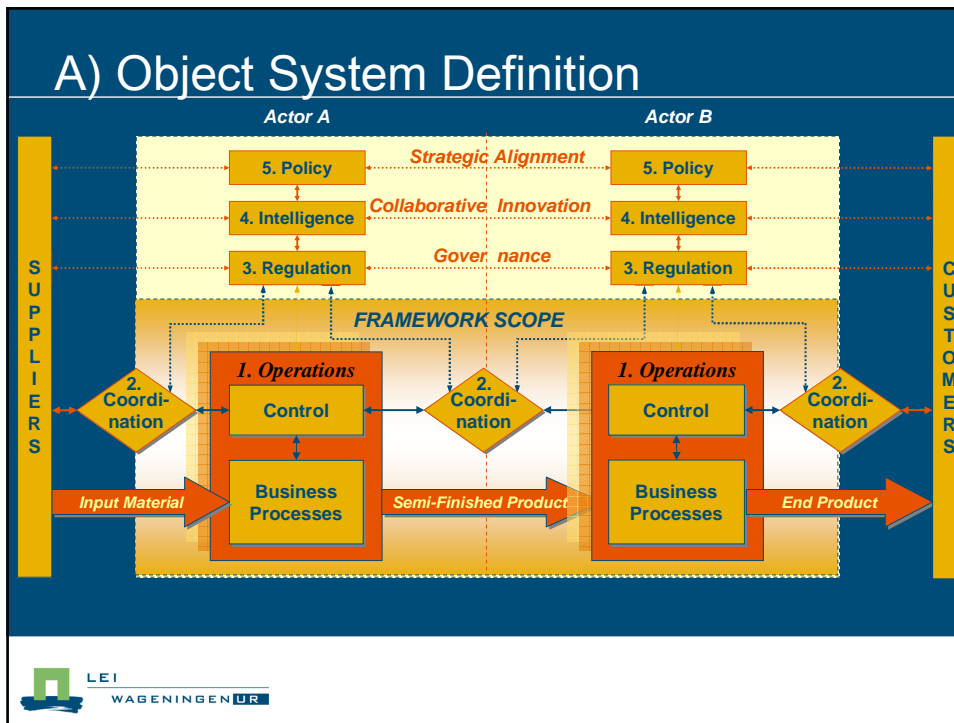 A) Object System Definition
Actor A
Actor B
SUPPLIERS
5. Policy
Strategic Alignment
5. Policy
4. Intelligence
Collaborative Innovation
4. Intelligence
3. Regulation
Gover nance
3. Regulation
CUSTOMERS
FRAMEWORK SCOPE
1. Operations
1. Operations
2.
Coordi-
nation
Control
2.
Coordi-
nation
Control
2.
Coordi-
nation
Input Material
Business
Processes
Semi-Finished Product
Business
Processes
End Product
LEI
WAGENINGEN UR